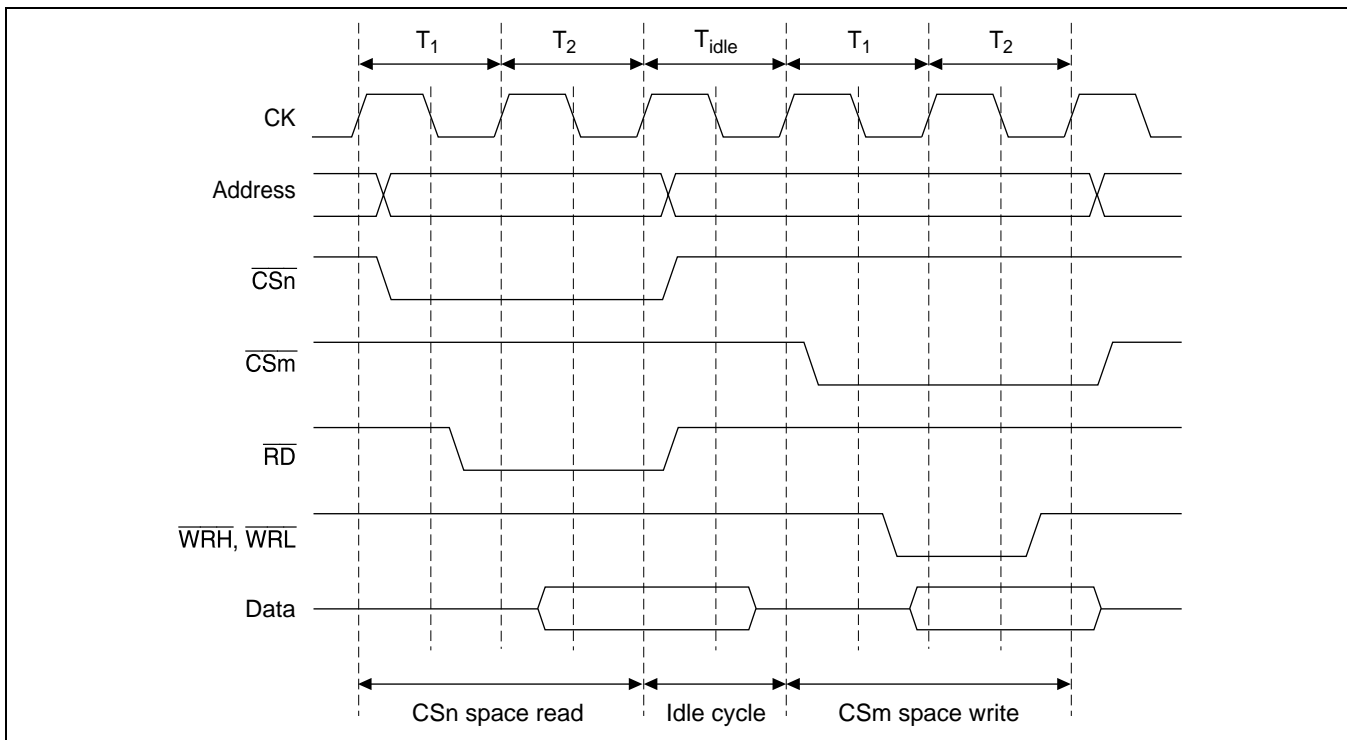 T1 T2 Tidle T1 T2
CK
Address
CSn
CSm
RD
WRH, WRL
Data
CSn space read Idle cycle CSm space write